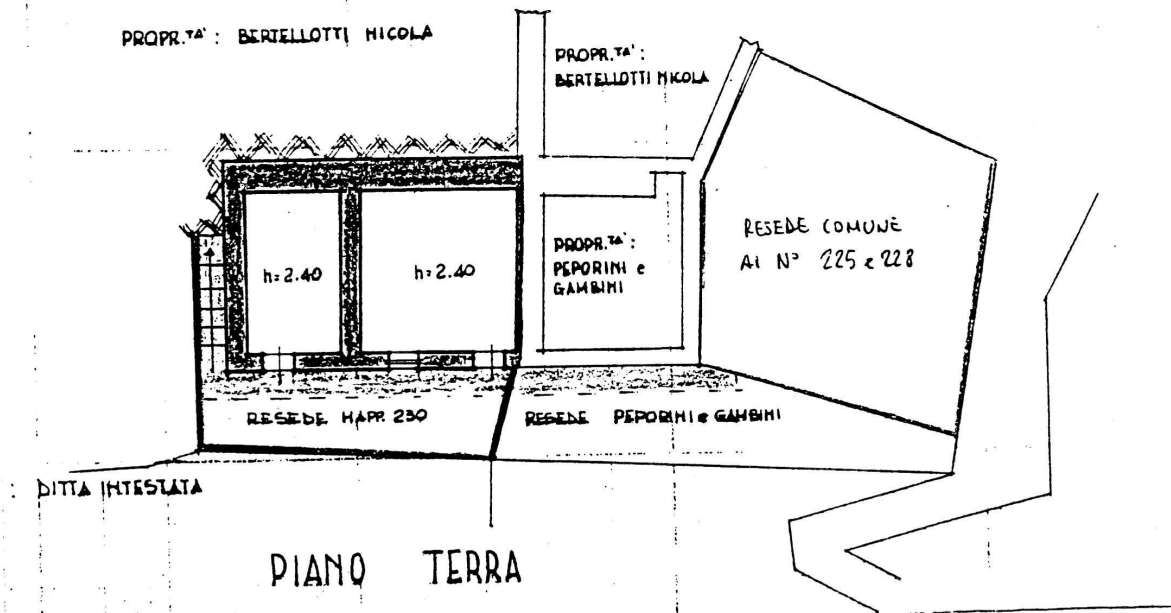 PROPR.TA' : BERTELLOTTI NICOLA
PROPR.TA' :
BERTELLOTTI NICOLA
RESEDE COMUNE
AI N° 225 e 228
PROPR.TA' :
PEPORINI e
GAMBINI
h=2.40
h=2.40
RESEDE MAPP. 230
RESEDE PEPORINI e GAMBINI
: DITTA INTESTATA
PIANO TERRA